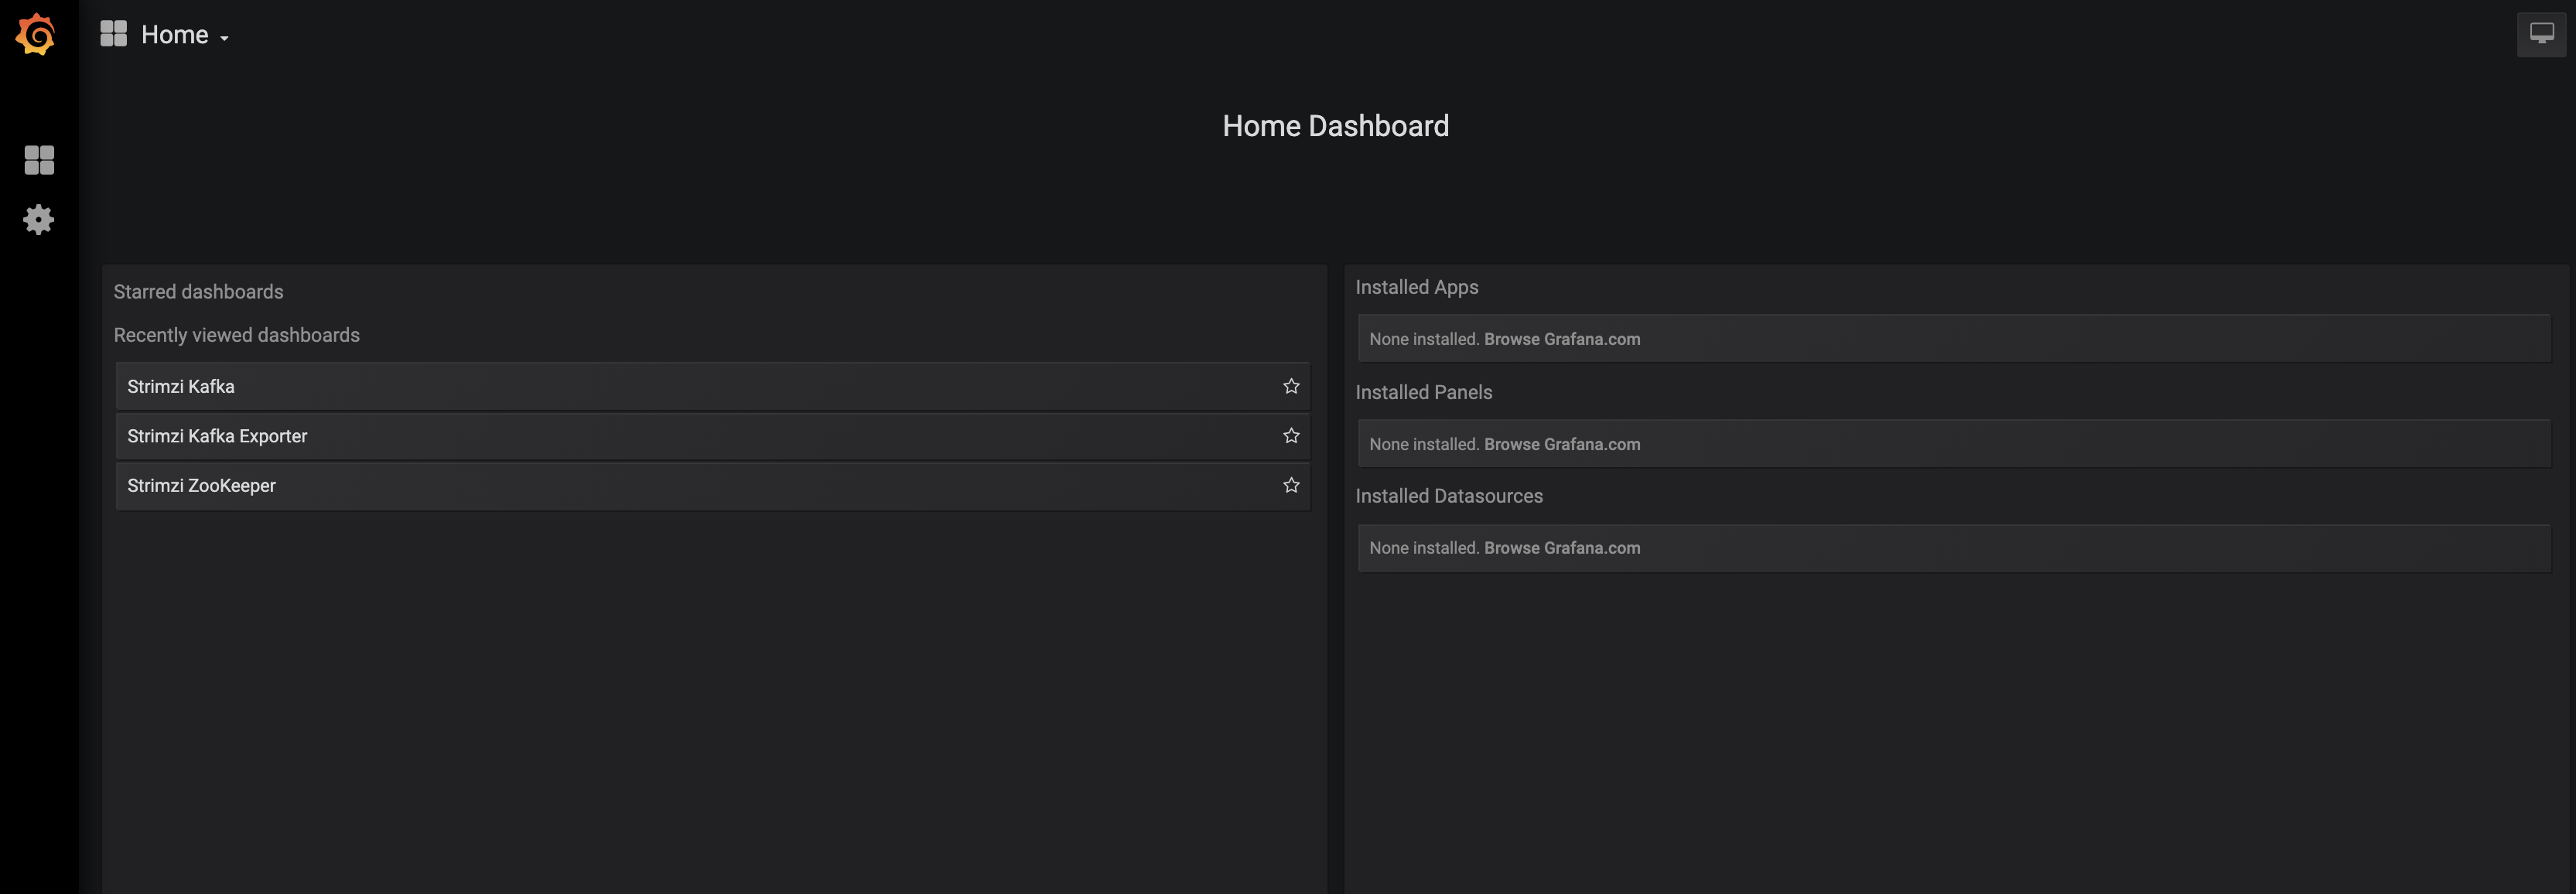 Home
Home Dashboard
Starred dashboards
Recently viewed dashboards
Strimzi Kafka
Strimzi Kafka Exporter
Strimzi ZooKeeper
Installed Apps
None installed. Browse Grafana.com
Installed Panels
None installed. Browse Grafana.com
Installed Datasources
None installed. Browse Grafana.com